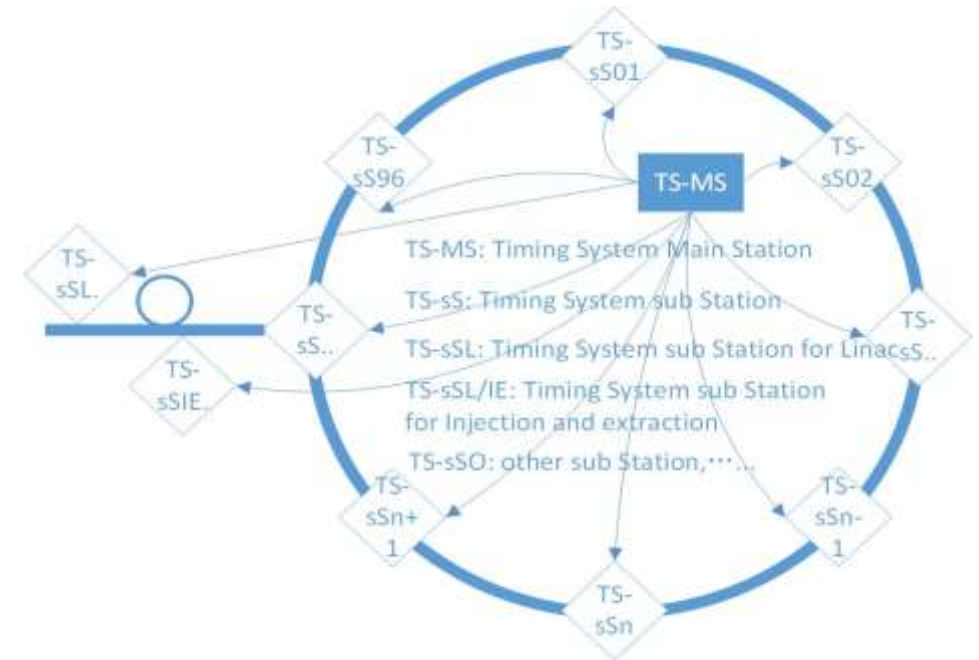 TS-
sS01
TS-
sS96
TS-
sS02
TS-MS
TS-MS: Timing System Main Station
TS-
sSL.
TS-sS: Timing System sub Station
TS-
sS..
TS-
sS..
TS-sSL: Timing System sub Station for Linac
TS-
sSIE.
TS-sSL/IE: Timing System sub Station
for Injection and extraction
TS-sSO: other sub Station,⋯...
TS-
sSn+
1
TS-
sSn-
1
TS-
sSn